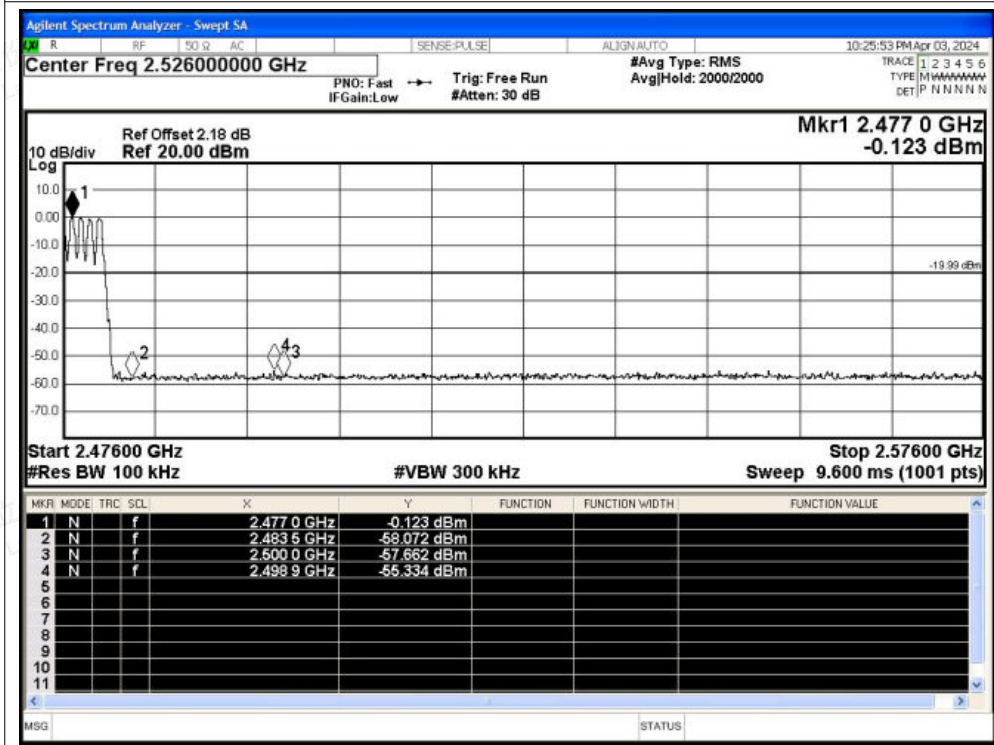 Agilent Spectrum Analyzer - Swept SA
LXI R RF 50 Ω AC SENSE:PULSE ALIGN AUTO 10:25:53 PM Apr 03, 2024
Center Freq 2.526000000 GHz #Avg Type: RMS TRACE 1 2 3 4 5 6
PNO: Fast Trig: Free Run Avg|Hold: 2000/2000 TYPE M
IFGain:Low #Atten: 30 dB DET P N N N N N
Mkr1 2.477 0 GHz
Ref Offset 2.18 dB
10 dB/div Ref 20.00 dBm -0.123 dBm
Log
10.0
1
0.00
-10.0
-20.0
-19.99 dBm
-30.0
-40.0
-50.0
2
4
3
-60.0
-70.0
Start 2.47600 GHz Stop 2.57600 GHz
#Res BW 100 kHz #VBW 300 kHz Sweep 9.600 ms (1001 pts)
MKR MODE TRC SCL X Y FUNCTION FUNCTION WIDTH FUNCTION VALUE
1 N f 2.477 0 GHz -0.123 dBm
2 N f 2.483 5 GHz -58.072 dBm
3 N f 2.500 0 GHz -57.662 dBm
4 N f 2.498 9 GHz -55.334 dBm
5
6
7
8
9
10
11
MSG STATUS